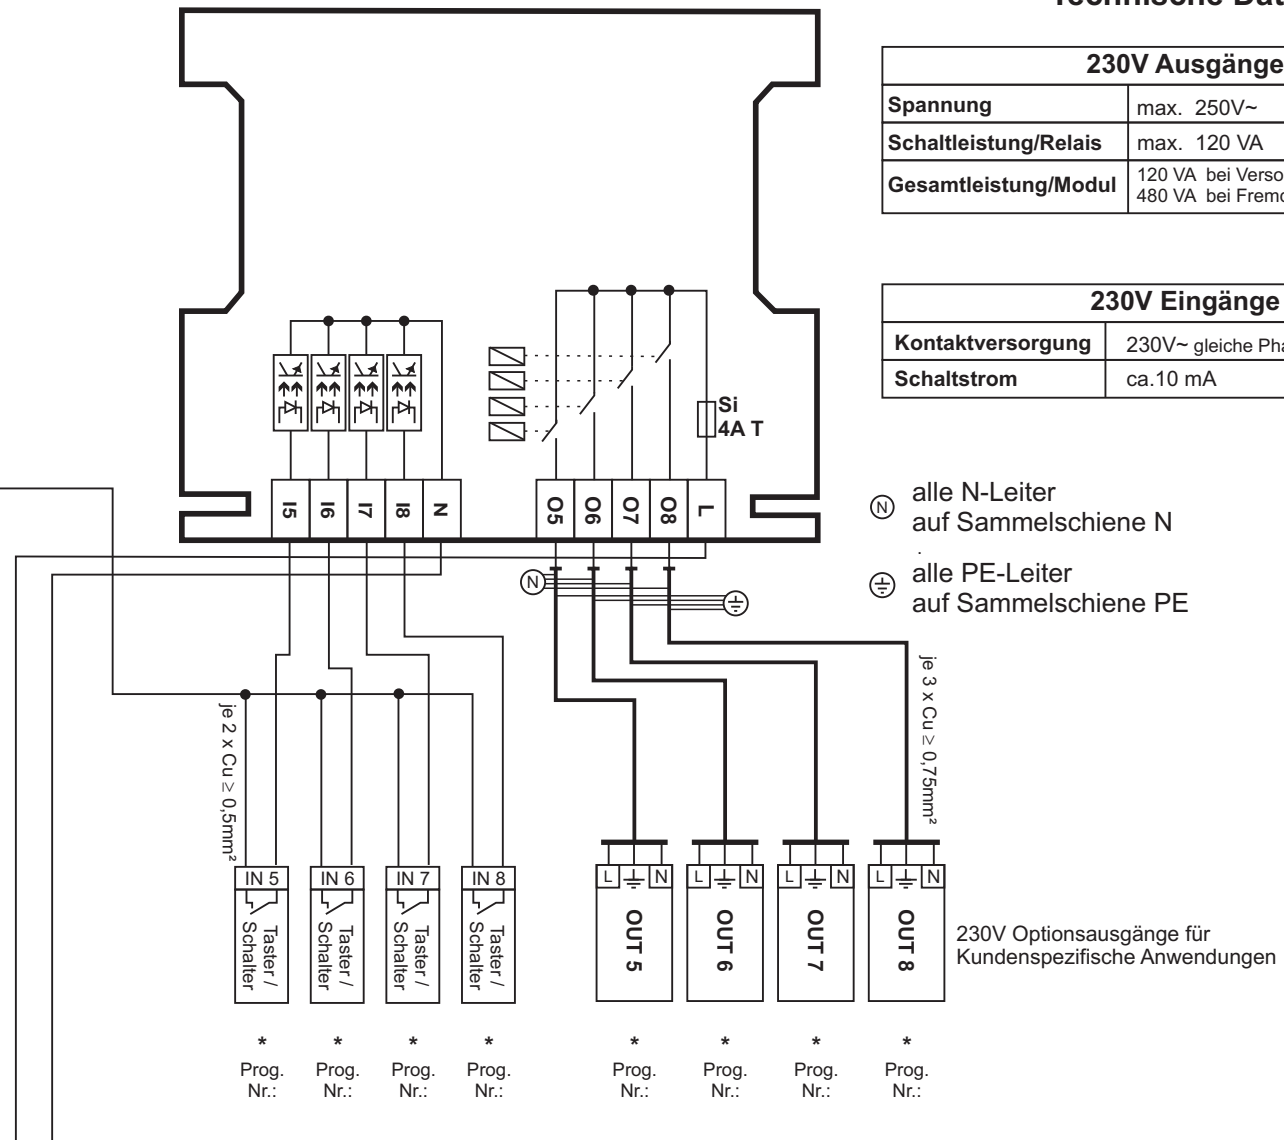 230V Ausgänge
Spannung max. 250V~
Schaltleistung/Relais max. 120 VA
Gesamtleistung/Modul
120 VA bei
480 VA bei
230V Eingänge
Kontaktversorgung 230V~ gleiche
Schaltstrom ca.10 mA
Si
4A T
I5 I6 I7 I8 N
O5 O6 O7 O8 L
N
alle N-Leiter
auf Sammelschiene N
alle PE-Leiter
auf Sammelschiene PE
N
je 2 x Cu ≥ 0,5mm²
je 3 x Cu ≥ 0,75mm²
IN 5 IN 6 IN 7 IN 8
Taster /
Schalter
Taster /
Schalter
Taster /
Schalter
Taster /
Schalter
L N L N L N L N
OUT 5 OUT 6 OUT 7 OUT 8
230V Optionsausgänge für
Kundenspezifische Anwendungen
* * * * * * * *
Prog. Prog. Prog. Prog. Prog. Prog. Prog. Prog.
Nr.: Nr.: Nr.: Nr.: Nr.: Nr.: Nr.: Nr.: